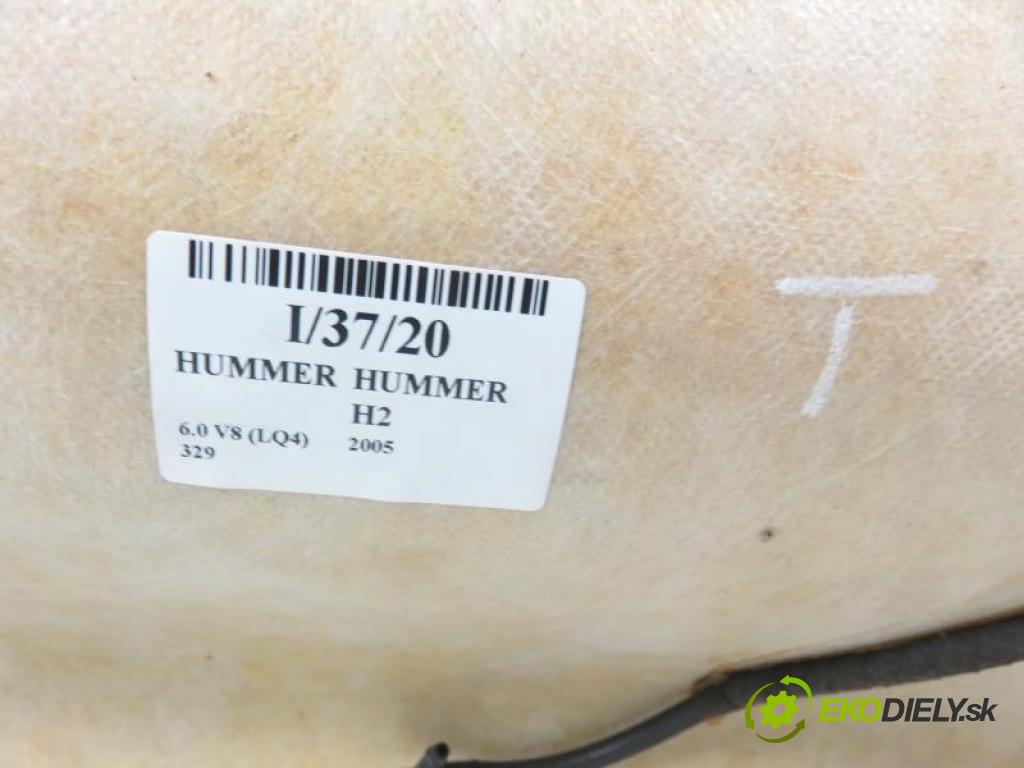 I/37/20
HUMMER HUMMER
H2
6.0 V8 (LQ4) 2005
329
T
EKODIELY.sk